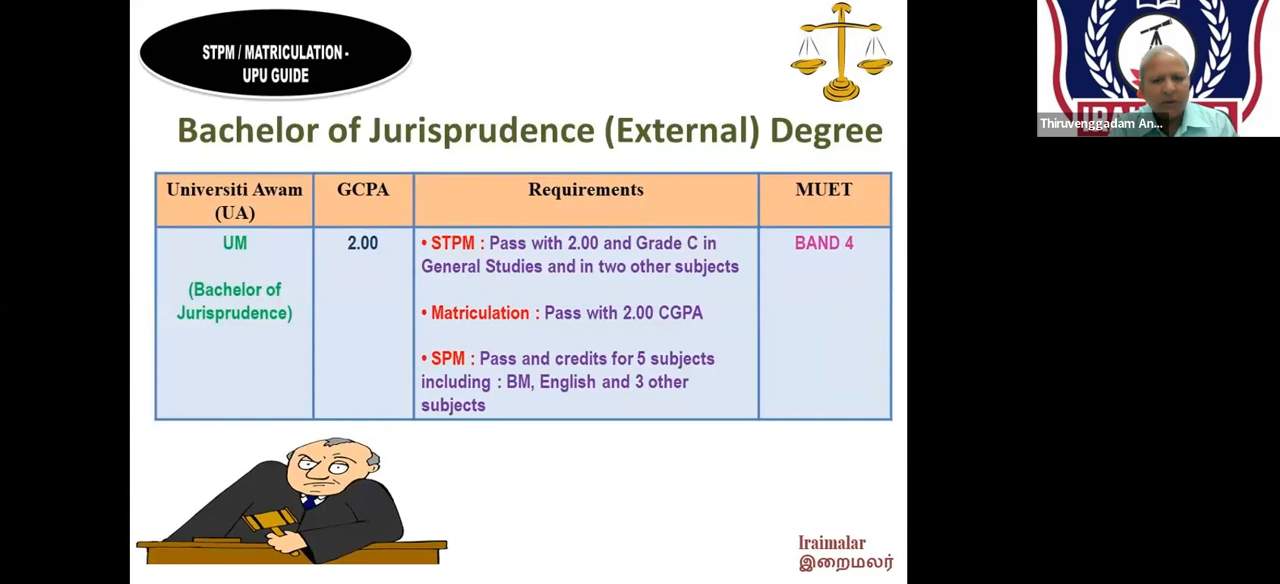 STPM / MATRICULATION -
UPU GUIDE
Bachelor of Jurisprudence (External) Degree
Universiti Awam
(UA)
GCPA
Requirements
MUET
UM
(Bachelor of
Jurisprudence)
2.00
• STPM : Pass with 2.00 and Grade C in
General Studies and in two other subjects
• Matriculation : Pass with 2.00 CGPA
• SPM : Pass and credits for 5 subjects
including : BM, English and 3 other
subjects
BAND 4
Iraimalar
இறைமலர்
Thiruvenggadam An...